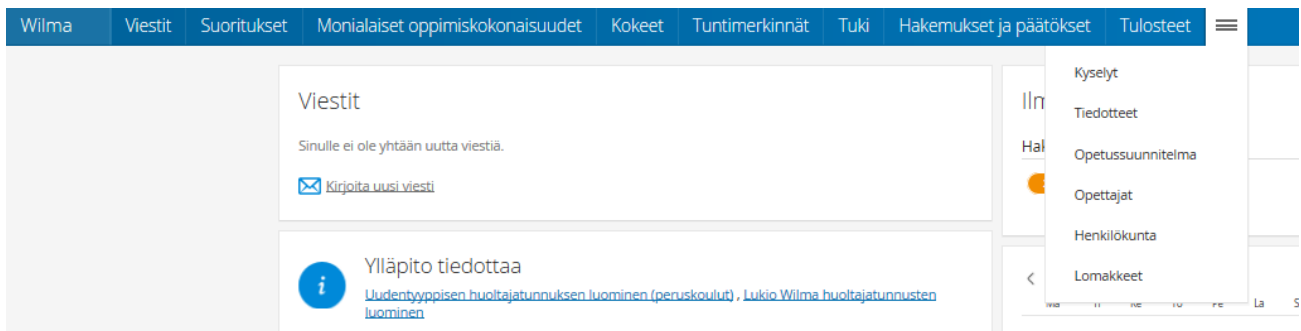 Wilma Viestit Suoritukset Monialaiset oppimiskokonaisuudet Kokeet Tuntimerkinnät Tuki Hakemukset ja päätökset Tulosteet
Viestit
Sinulle ei ole yhtään uutta viestiä.
Kirjoita uusi viesti
Ylläpito tiedottaa
Uudentyyppisen huoltajatunnuksen luominen (peruskoulut) , Lukio Wilma huoltajatunnusten
luominen
Kyselyt
Tiedotteet
Opetussuunnitelma
Opettajat
Henkilökunta
Lomakkeet
La